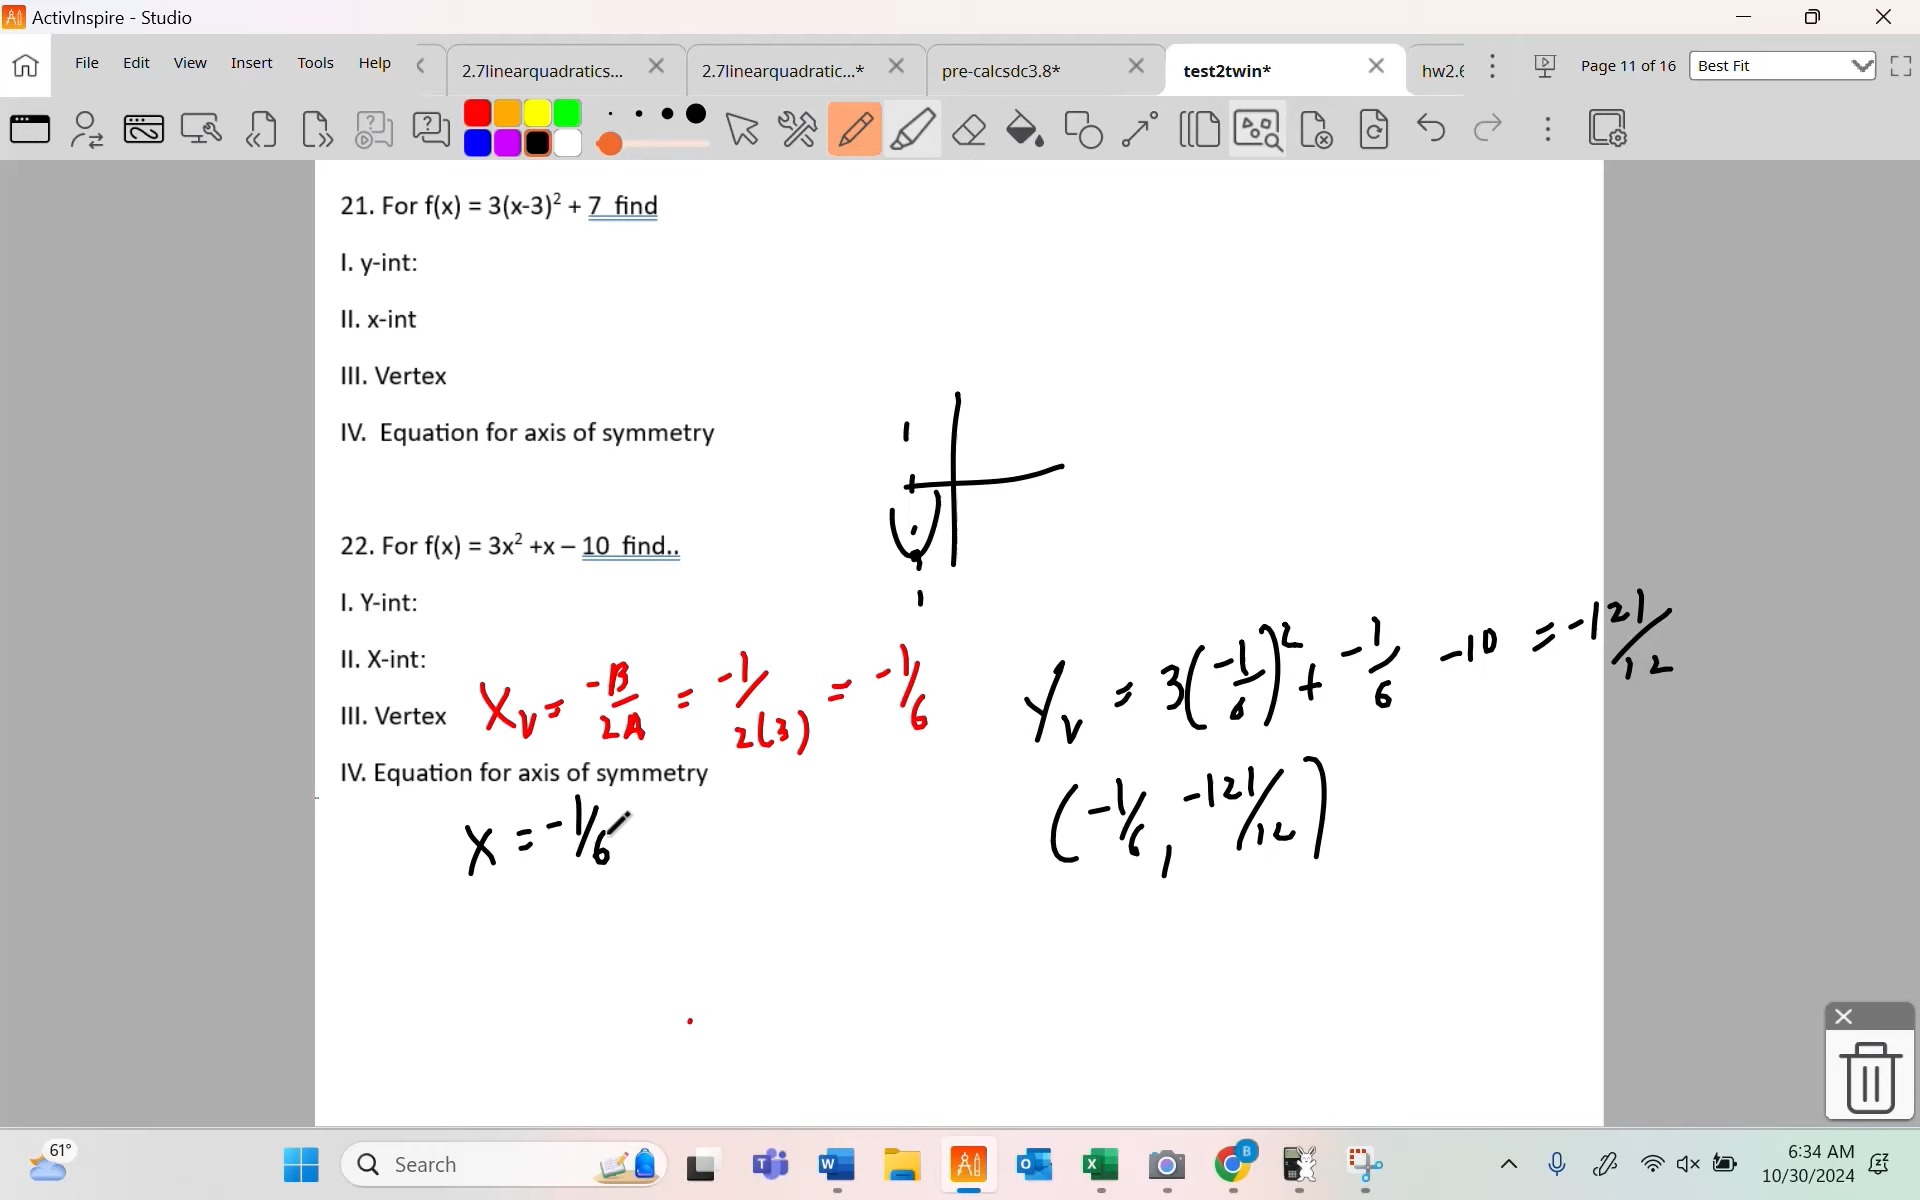 ActivInspire - Studio
File Edit View Insert Tools Help
2.7linearquadratics... 2.7linearquadratic...* pre-calcsdc3.8* test2twin* hw2.6
Page 11 of 16 Best Fit
21. For f(x) = 3(x-3)² + 7 find
I. y-int:
II. x-int
III. Vertex
IV. Equation for axis of symmetry
22. For f(x) = 3x² +x – 10 find..
I. Y-int:
II. X-int:
III. Vertex
X_V = -B/2A = -1/2(3) = -1/6
Y_V = 3(-1/6)² + -1/6 -10 = -121/12
IV. Equation for axis of symmetry
(-1/6, -121/12)
X = -1/6
61°
Search
6:34 AM
10/30/2024